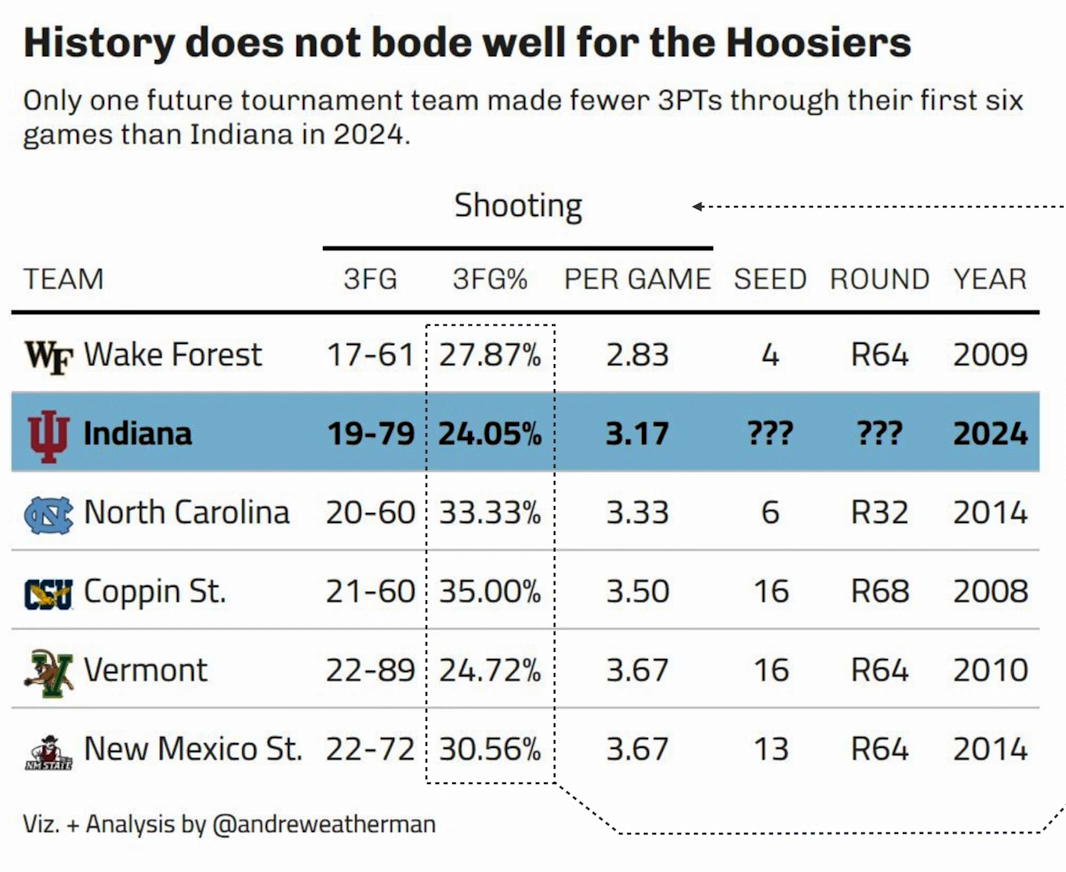 History does not bode well for the Hoosiers
Only one future tournament team made fewer 3PTs through their first six
games than Indiana in 2024.
Shooting
TEAM 3FG 3FG% PER GAME SEED ROUND YEAR
WF Wake Forest 17-61 27.87% 2.83 4 R64 2009
Indiana 19-79 24.05% 3.17 ??? ??? 2024
NC North Carolina 20-60 33.33% 3.33 6 R32 2014
CSU Coppin St. 21-60 35.00% 3.50 16 R68 2008
V Vermont 22-89 24.72% 3.67 16 R64 2010
NM STATE New Mexico St. 22-72 30.56% 3.67 13 R64 2014
Viz. + Analysis by @andreweatherman